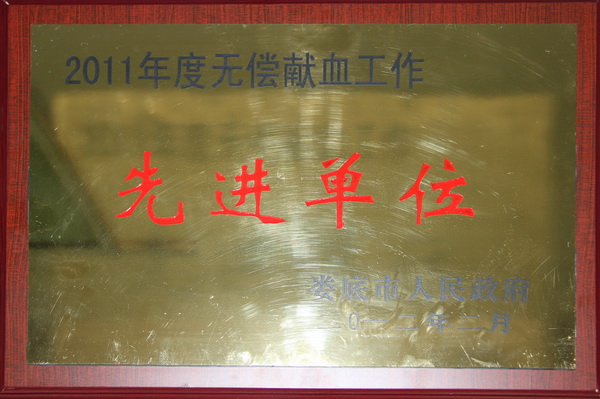 2011年度无偿献血工作
先进单位
娄底市人民政府
二0一二年二月